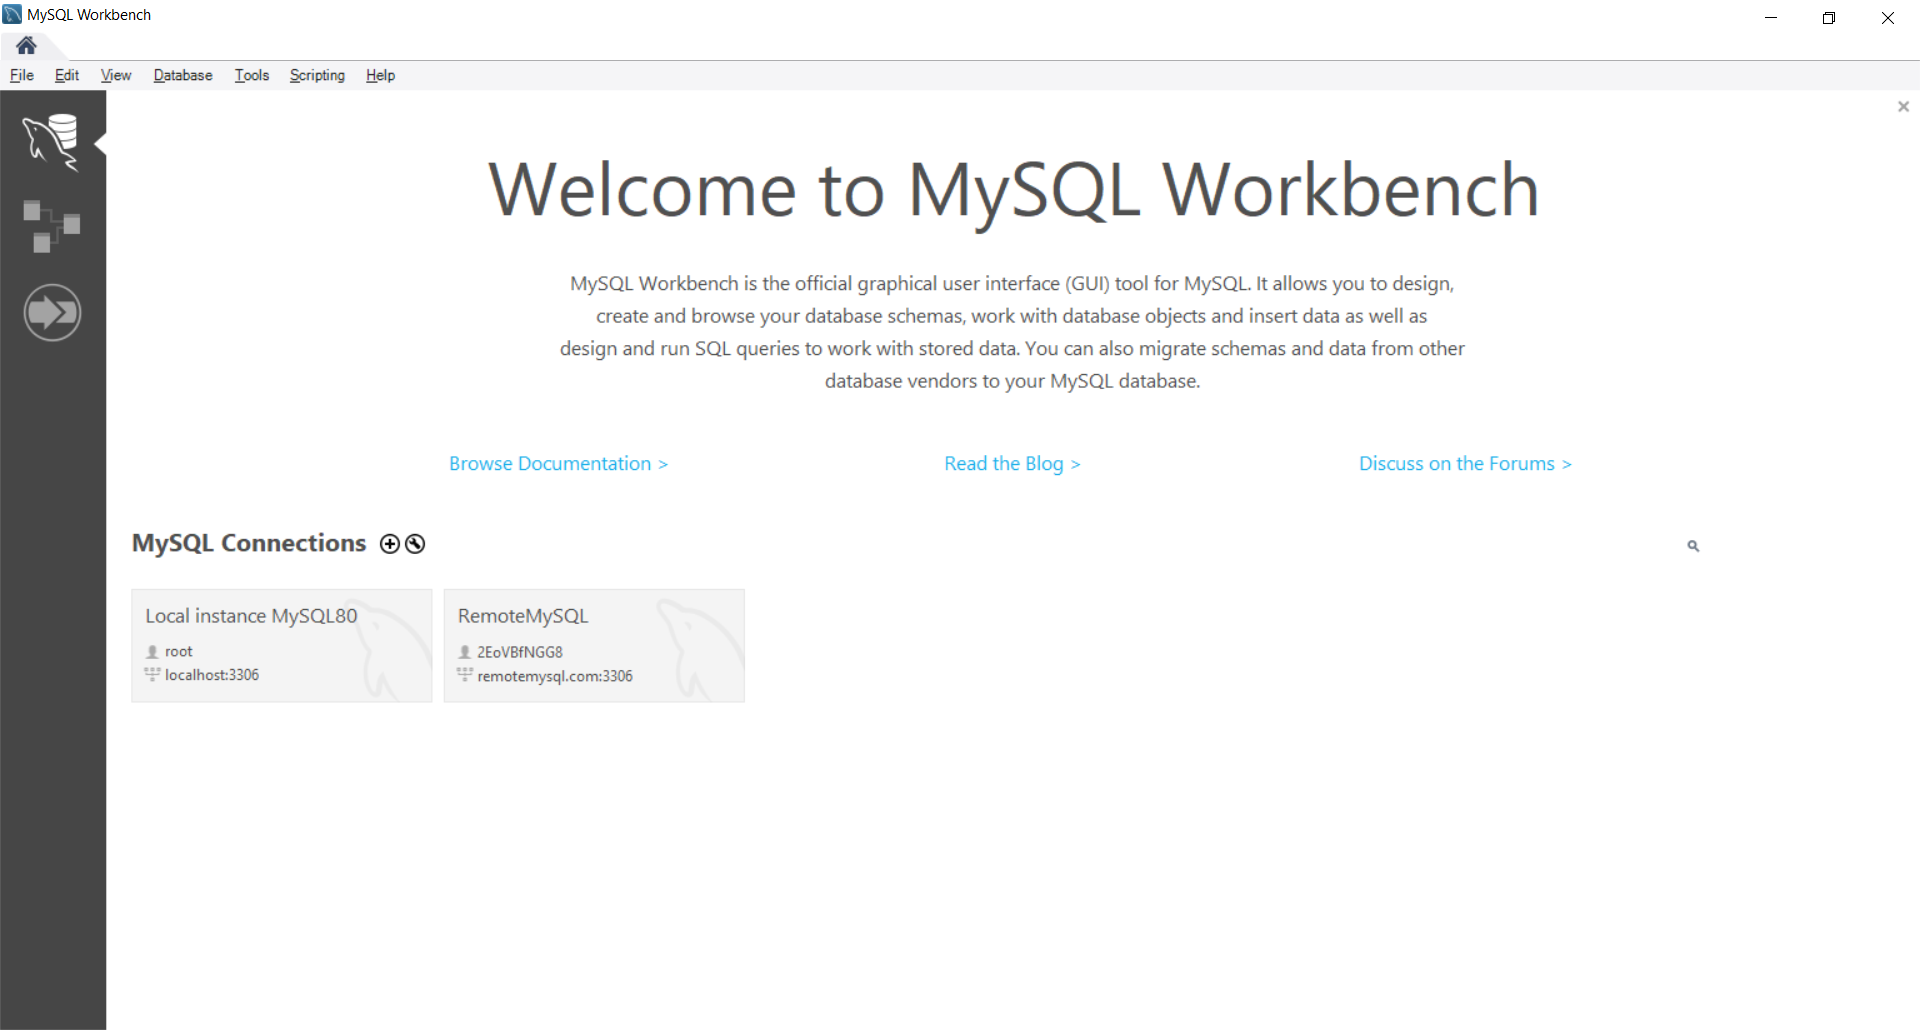 MySQL Workbench
File Edit View Database Tools Scripting Help
Welcome to MySQL Workbench
MySQL Workbench is the official graphical user interface (GUI) tool for MySQL. It allows you to design,
create and browse your database schemas, work with database objects and insert data as well as
design and run SQL queries to work with stored data. You can also migrate schemas and data from other
database vendors to your MySQL database.
Browse Documentation > Read the Blog > Discuss on the Forums >
MySQL Connections
Local instance MySQL80
root
localhost:3306
RemoteMySQL
2EoVBfNGG8
remotemysql.com:3306